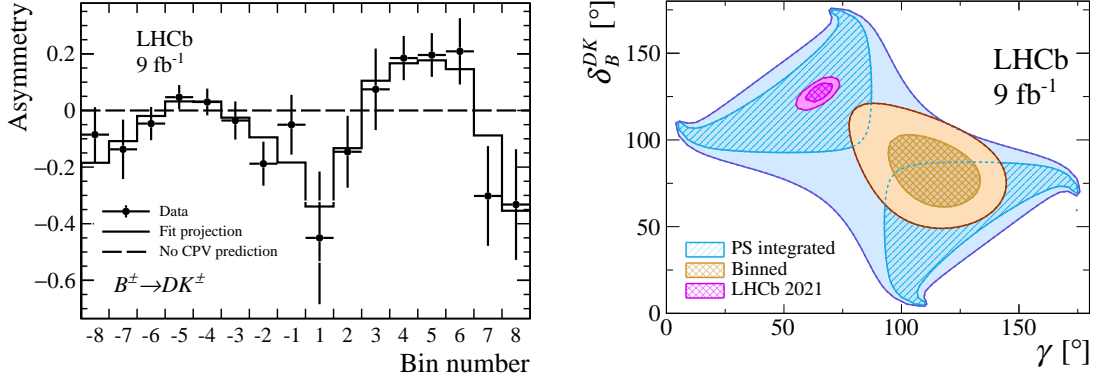 Asymmetry
LHCb
9 fb⁻¹
0.2
0
−0.2
−0.4
−0.6
Data
Fit projection
No CPV prediction
B± → DK±
-8 -7 -6 -5 -4 -3 -2 -1 1 2 3 4 5 6 7 8
Bin number
δ_B^DK [°]
LHCb
9 fb⁻¹
150
100
50
0
PS integrated
Binned
LHCb 2021
0 50 100 150
γ [°]